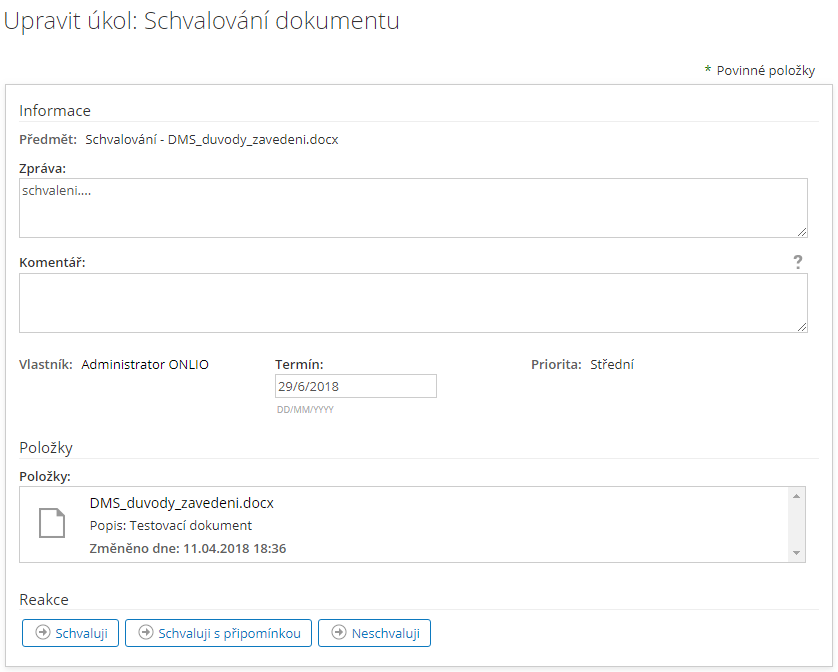 Upravit úkol: Schvalování dokumentu
* Povinné položky
Informace
Předmět: Schvalování - DMS_duvody_zavedeni.docx
Zpráva:
schvaleni....
Komentář: ?
Vlastník: Administrator ONLIO Termín: Priorita: Střední
29/6/2018
DD/MM/YYYY
Položky
Položky:
DMS_duvody_zavedeni.docx
Popis: Testovací dokument
Změněno dne: 11.04.2018 18:36
Reakce
Schvaluji Schvaluji s připomínkou Neschvaluji